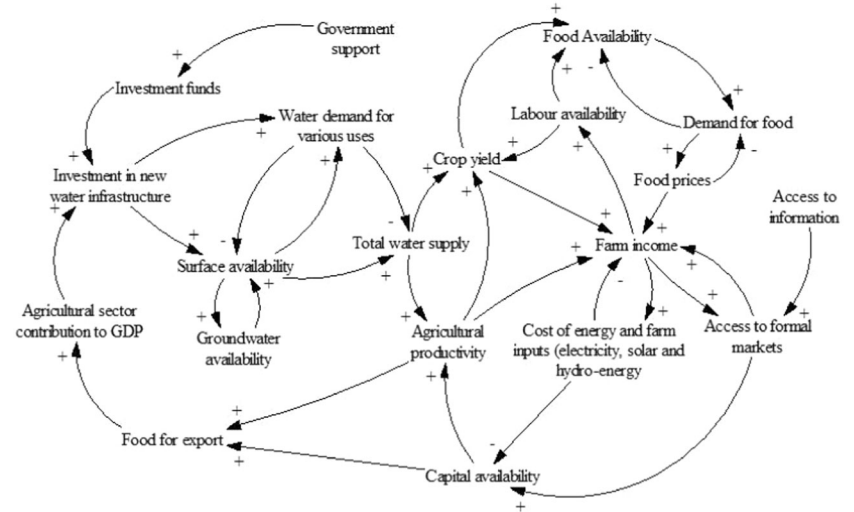 Government
support
Investment funds
Food Availability
Water demand for
various uses
Labour availability
Demand for food
Crop yield
Investment in new
water infrastructure
Food prices
Access to
information
Total water supply
Farm income
Surface availability
Agricultural sector
contribution to GDP
Groundwater
availability
Agricultural
productivity
Cost of energy and farm
inputs (electricity, solar and
hydro-energy
Access to formal
markets
Food for export
Capital availability